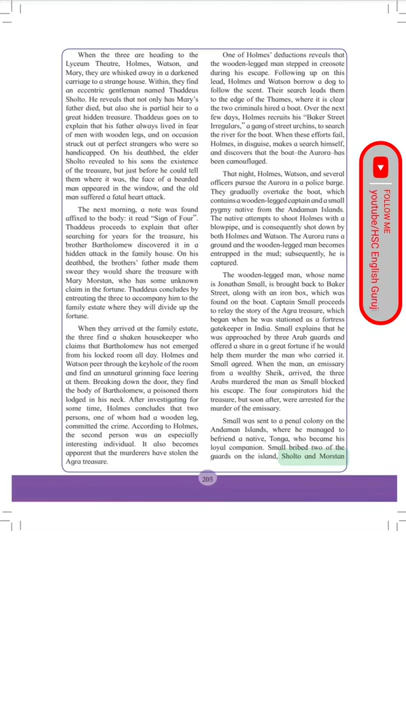 When the three are heading to the
Lyceum Theatre, Holmes, Watson, and
Mary, they are whisked away in a darkened
carriage to a strange house. Within, they find
an eccentric gentleman named Thaddeus
Sholto. He reveals that not only has Mary's
father died, but also she is partial heir to a
great hidden treasure. Thaddeus goes on to
explain that his father always lived in fear
of men with wooden legs, and on occasion
struck out at perfect strangers who were so
handicapped. On his deathbed, the elder
Sholto revealed to his sons the existence
of the treasure, but just before he could tell
them where it was, the face of a bearded
man appeared in the window, and the old
man suffered a fatal heart attack.
The next morning, a note was found
affixed to the body: it read "Sign of Four".
Thaddeus proceeds to explain that after
searching for years for the treasure, his
brother Bartholomew discovered it in a
hidden attack in the family house. On his
deathbed, the brothers' father made them
swear they would share the treasure with
Mary Morstan, who has some unknown
claim in the fortune. Thaddeus concludes by
entreating the three to accompany him to the
family estate where they will divide up the
fortune.
When they arrived at the family estate,
the three find a shaken housekeeper who
claims that Bartholomew has not emerged
from his locked room all day. Holmes and
Watson peer through the keyhole of the room
and find an unnatural grinning face leering
at them. Breaking down the door, they find
the body of Bartholomew, a poisoned thorn
lodged in his neck. After investigating for
some time, Holmes concludes that two
persons, one of whom had a wooden leg,
committed the crime. According to Holmes,
the second person was an especially
interesting individual. It also becomes
apparent that the murderers have stolen the
Agra treasure.
One of Holmes' deductions reveals that
the wooden-legged man stepped in creosote
during his escape. Following up on this
lead, Holmes and Watson borrow a dog to
follow the scent. Their search leads them
to the edge of the Thames, where it is clear
the two criminals hired a boat. Over the next
few days, Holmes recruits his "Baker Street
Irregulars," a gang of street urchins, to search
the river for the boat. When these efforts fail,
Holmes, in disguise, makes a search himself,
and discovers that the boat-the Aurora-has
been camouflaged.
That night, Holmes, Watson, and several
officers pursue the Aurora in a police barge.
They gradually overtake the boat, which
contains a wooden-legged captain and a small
pygmy native from the Andaman Islands.
The native attempts to shoot Holmes with a
blowpipe, and is consequently shot down by
both Holmes and Watson. The Aurora runs a
ground and the wooden-legged man becomes
entrapped in the mud; subsequently, he is
captured.
The wooden-legged man, whose name
is Jonathan Small, is brought back to Baker
Street, along with an iron box, which was
found on the boat. Captain Small proceeds
to relay the story of the Agra treasure, which
began when he was stationed as a fortress
gatekeeper in India. Small explains that he
was approached by three Arab guards and
offered a share in a great fortune if he would
help them murder the man who carried it.
Small agreed. When the man, an emissary
from a wealthy Sheik, arrived, the three
Arabs murdered the man as Small blocked
his escape. The four conspirators hid the
treasure, but soon after, were arrested for the
murder of the emissary.
Small was sent to a penal colony on the
Andaman Islands, where he managed to
befriend a native, Tonga, who became his
loyal companion. Small bribed two of the
guards on the island, Sholto and Morstan
205
FOLLOW ME
youtube/HSC English Guruji